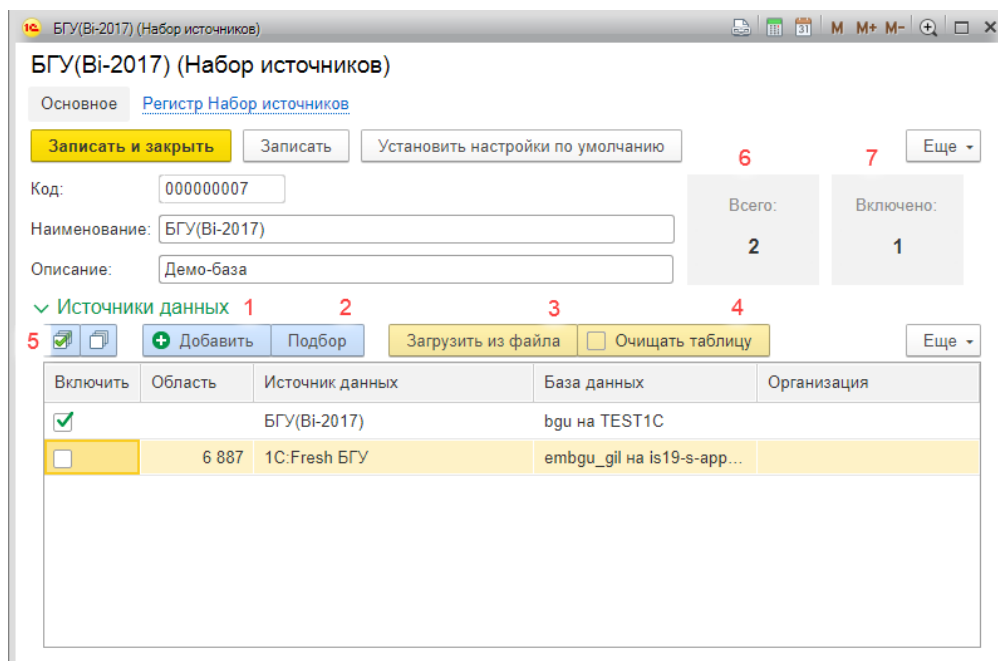 1С БГУ(Bi-2017) (Набор источников) 31 M M+ M-
БГУ(Bi-2017) (Набор источников)
Основное Регистр Набор источников
Записать и закрыть Записать Установить настройки по умолчанию Еще
6 7
Код: 000000007 Всего: Включено:
Наименование: БГУ(Bi-2017) 2 1
Описание: Демо-база
Источники данных 1 2 3 4
5 Добавить Подбор Загрузить из файла Очищать таблицу Еще
Включить Область Источник данных База данных Организация
БГУ(Bi-2017) bgu на TEST1C
6 887 1C:Fresh БГУ embgu_gil на is19-s-app...